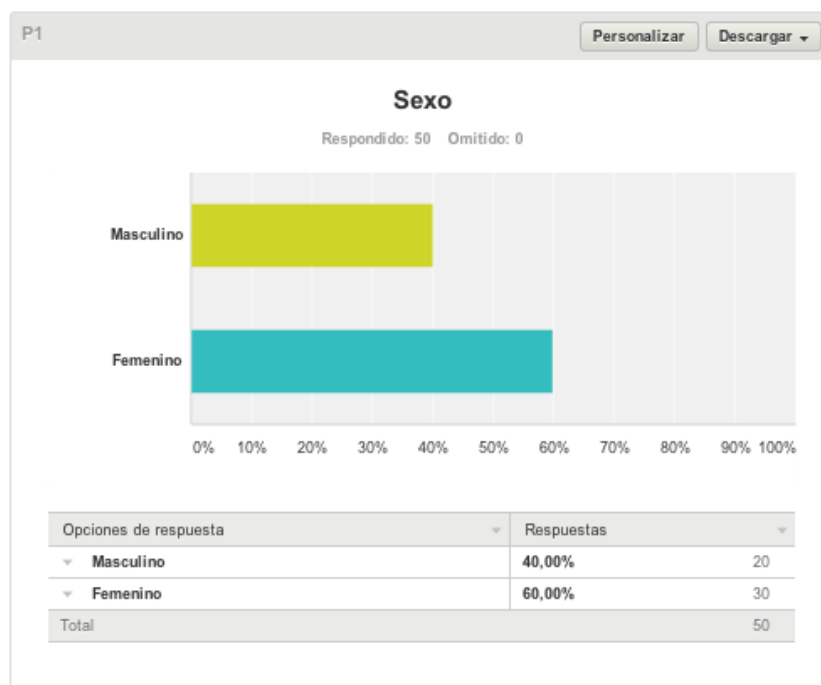 P1 Personalizar Descargar
Sexo
Respondido: 50 Omitido: 0
Masculino
Femenino
0% 10% 20% 30% 40% 50% 60% 70% 80% 90% 100%
Opciones de respuesta Respuestas
Masculino 40,00% 20
Femenino 60,00% 30
Total 50